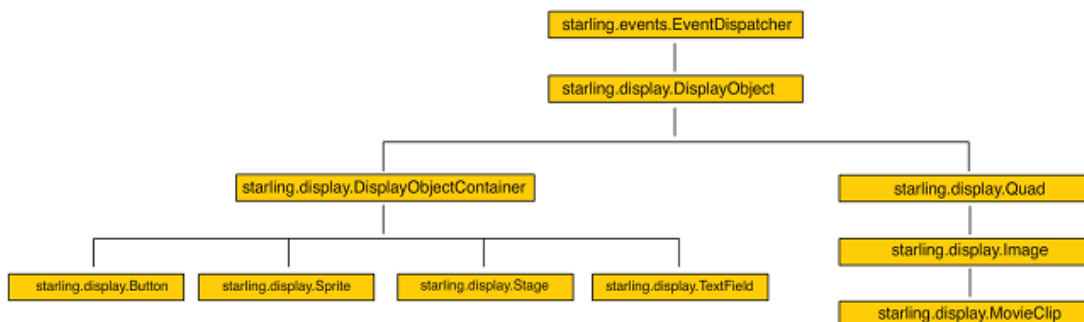 starling.events.EventDispatcher
starling.display.DisplayObject
starling.display.DisplayObjectContainer
starling.display.Quad
starling.display.Image
starling.display.Button
starling.display.Sprite
starling.display.Stage
starling.display.TextField
starling.display.MovieClip